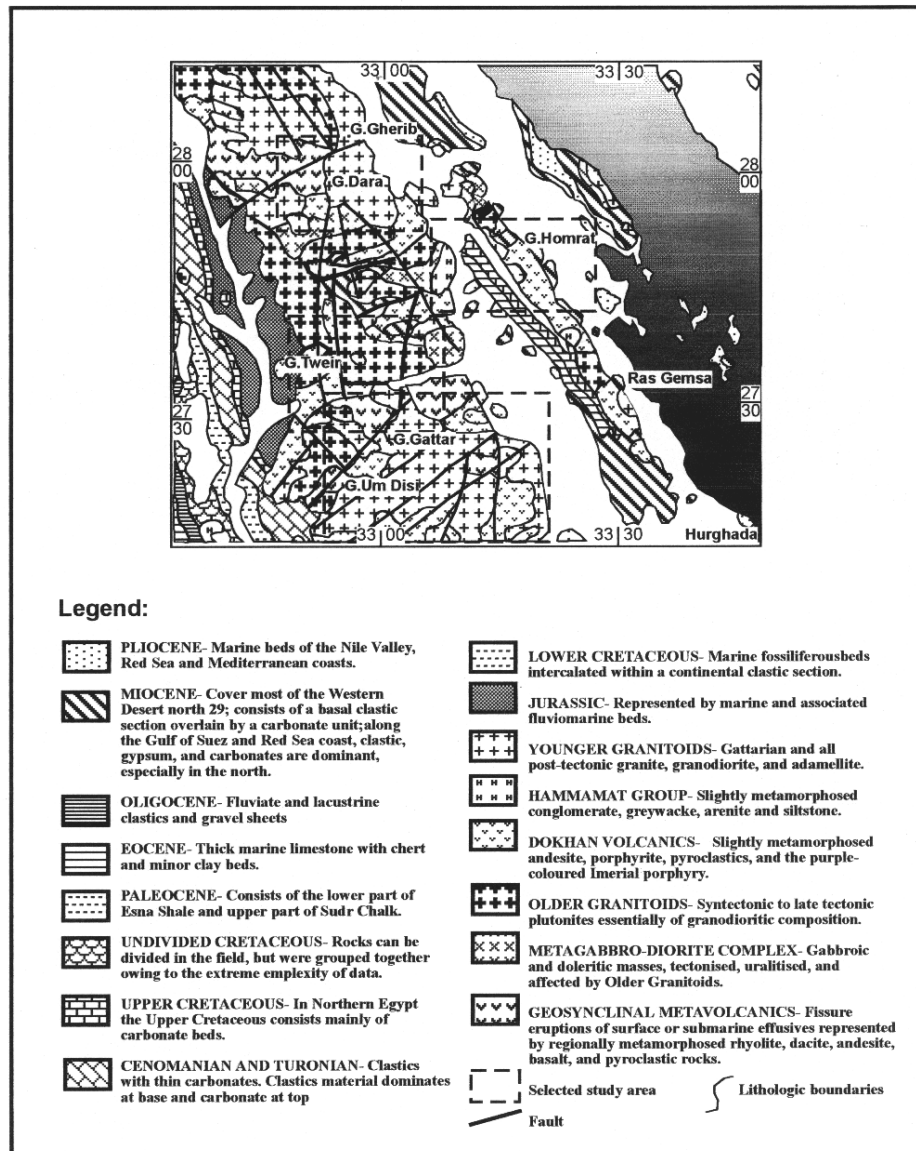 33 00
33 30
G.Gherib
28
00
28
00
G.Dara
G.Homrat
G.Tweir
Ras Gemsa
27
30
27
30
G.Gattar
G.Um Disi
33 00
33 30
Hurghada
Legend:
PLIOCENE- Marine beds of the Nile Valley,
Red Sea and Mediterranean coasts.
MIOCENE- Cover most of the Western
Desert north 29; consists of a basal clastic
section overlain by a carbonate unit;along
the Gulf of Suez and Red Sea coast, clastic,
gypsum, and carbonates are dominant,
especially in the north.
OLIGOCENE- Fluviate and lacustrine
clastics and gravel sheets
EOCENE- Thick marine limestone with chert
and minor clay beds.
PALEOCENE- Consists of the lower part of
Esna Shale and upper part of Sudr Chalk.
UNDIVIDED CRETACEOUS- Rocks can be
divided in the field, but were grouped together
owing to the extreme emplexity of data.
UPPER CRETACEOUS- In Northern Egypt
the Upper Cretaceous consists mainly of
carbonate beds.
CENOMANIAN AND TURONIAN- Clastics
with thin carbonates. Clastics material dominates
at base and carbonate at top
LOWER CRETACEOUS- Marine fossiliferousbeds
intercalated within a continental clastic section.
JURASSIC- Represented by marine and associated
fluviomarine beds.
YOUNGER GRANITOIDS- Gattarian and all
post-tectonic granite, granodiorite, and adamellite.
HAMMAMAT GROUP- Slightly metamorphosed
conglomerate, greywacke, arenite and siltstone.
DOKHAN VOLCANICS- Slightly metamorphosed
andesite, porphyrite, pyroclastics, and the purple-
coloured Imerial porphyry.
OLDER GRANITOIDS- Syntectonic to late tectonic
plutonites essentially of granodioritic composition.
METAGABBRO-DIORITE COMPLEX- Gabbroic
and doleritic masses, tectonised, uralitised, and
affected by Older Granitoids.
GEOSYNCLINAL METAVOLCANICS- Fissure
eruptions of surface or submarine effusives represented
by regionally metamorphosed rhyolite, dacite, andesite,
basalt, and pyroclastic rocks.
Selected study area
Lithologic boundaries
Fault